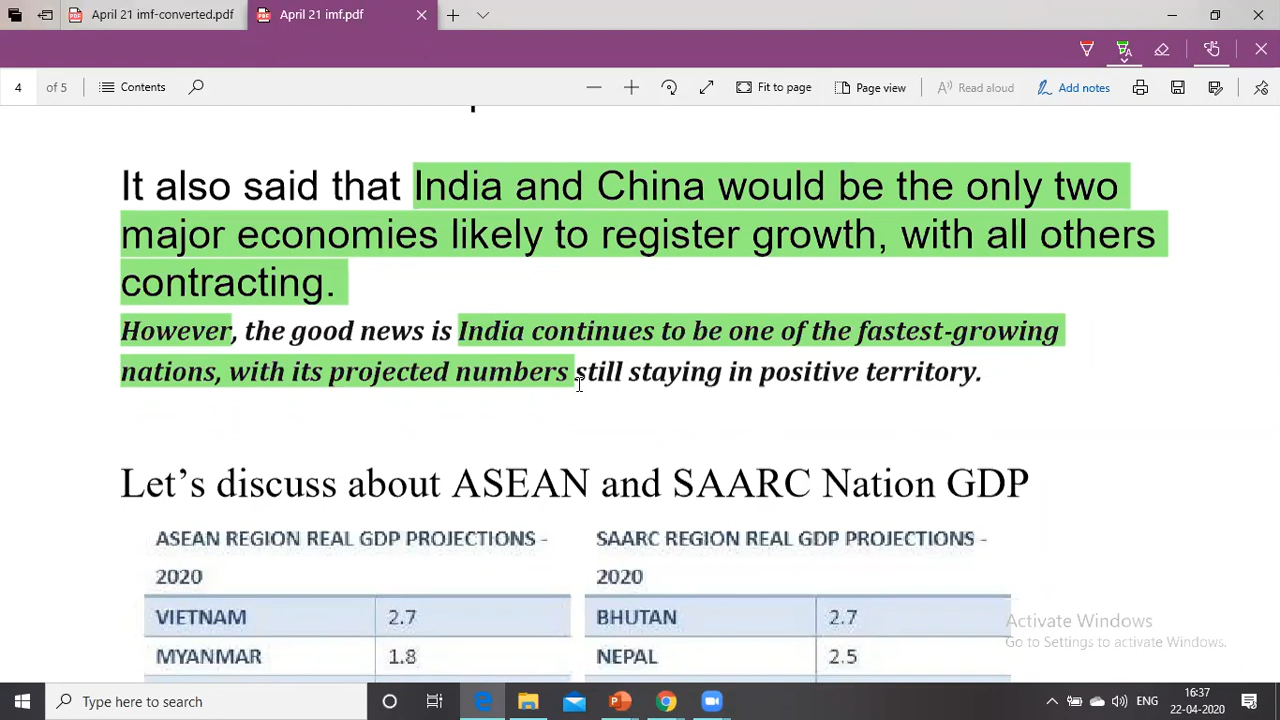 April 21 imf-converted.pdf
April 21 imf.pdf
4 of 5 Contents Fit to page Page view Read aloud Add notes
It also said that India and China would be the only two
major economies likely to register growth, with all others
contracting.
However, the good news is India continues to be one of the fastest-growing
nations, with its projected numbers still staying in positive territory.
Let’s discuss about ASEAN and SAARC Nation GDP
ASEAN REGION REAL GDP PROJECTIONS -
2020
VIETNAM 2.7
MYANMAR 1.8
SAARC REGION REAL GDP PROJECTIONS -
2020
BHUTAN 2.7
NEPAL 2.5
Activate Windows
Go to Settings to activate Windows.
Type here to search
ENG
16:37
22-04-2020